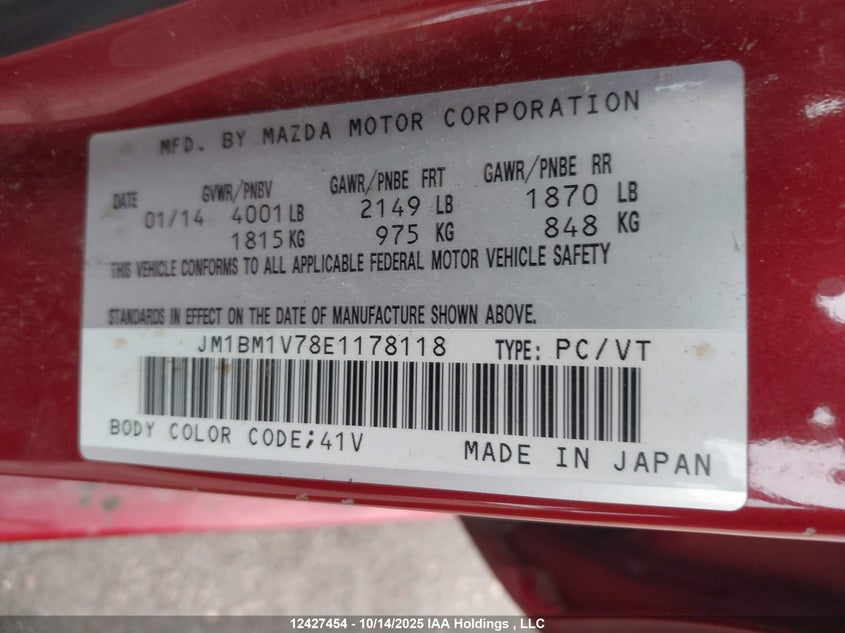 MFD. BY MAZDA MOTOR CORPORATION
DATE GVWR/PNBV GAWR/PNBE FRT GAWR/PNBE RR
01/14 4001 LB 2149 LB 1870 LB
1815 KG 975 KG 848 KG
THIS VEHICLE CONFORMS TO ALL APPLICABLE FEDERAL MOTOR VEHICLE SAFETY
STANDARDS IN EFFECT ON THE DATE OF MANUFACTURE SHOWN ABOVE.
JM1BM1V78E1178118 TYPE: PC/VT
BODY COLOR CODE;41V MADE IN JAPAN
12427454 - 10/14/2025 IAA Holdings , LLC